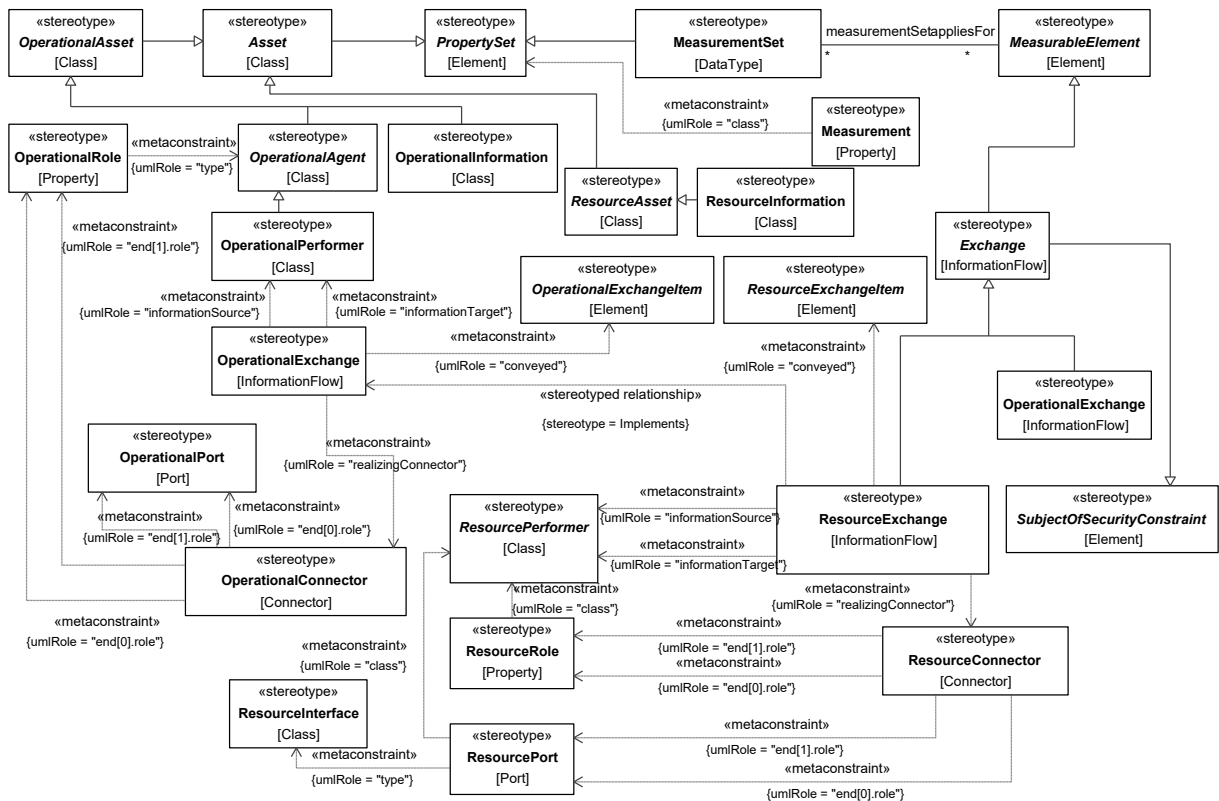 «stereotype»
OperationalAsset
[Class]
«stereotype»
Asset
[Class]
«stereotype»
PropertySet
[Element]
«stereotype»
MeasurementSet
[DataType]
measurementSetappliesFor
*
*
«stereotype»
MeasurableElement
[Element]
«metaconstraint»
{umlRole = "class"}
«stereotype»
Measurement
[Property]
«stereotype»
OperationalRole
[Property]
«metaconstraint»
{umlRole = "type"}
«stereotype»
OperationalAgent
[Class]
«stereotype»
OperationalInformation
[Class]
«stereotype»
ResourceAsset
[Class]
«stereotype»
ResourceInformation
[Class]
«metaconstraint»
{umlRole = "end[1].role"}
«stereotype»
OperationalPerformer
[Class]
«stereotype»
Exchange
[InformationFlow]
«metaconstraint»
{umlRole = "informationSource"}
«metaconstraint»
{umlRole = "informationTarget"}
«stereotype»
OperationalExchangeItem
[Element]
«stereotype»
ResourceExchangeItem
[Element]
«stereotype»
OperationalExchange
[InformationFlow]
«metaconstraint»
{umlRole = "conveyed"}
«metaconstraint»
{umlRole = "conveyed"}
«stereotyped relationship»
{stereotype = Implements}
«stereotype»
OperationalExchange
[InformationFlow]
«stereotype»
OperationalPort
[Port]
«metaconstraint»
{umlRole = "realizingConnector"}
«metaconstraint»
{umlRole = "end[1].role"}
«metaconstraint»
{umlRole = "end[0].role"}
«stereotype»
ResourcePerformer
[Class]
«metaconstraint»
{umlRole = "informationSource"}
«metaconstraint»
{umlRole = "informationTarget"}
«stereotype»
ResourceExchange
[InformationFlow]
«stereotype»
SubjectOfSecurityConstraint
[Element]
«stereotype»
OperationalConnector
[Connector]
«metaconstraint»
{umlRole = "class"}
«metaconstraint»
{umlRole = "realizingConnector"}
«metaconstraint»
{umlRole = "end[0].role"}
«metaconstraint»
{umlRole = "class"}
«stereotype»
ResourceRole
[Property]
«metaconstraint»
{umlRole = "end[1].role"}
«metaconstraint»
{umlRole = "end[0].role"}
«stereotype»
ResourceConnector
[Connector]
«stereotype»
ResourceInterface
[Class]
«metaconstraint»
{umlRole = "type"}
«stereotype»
ResourcePort
[Port]
«metaconstraint»
{umlRole = "end[1].role"}
«metaconstraint»
{umlRole = "end[0].role"}